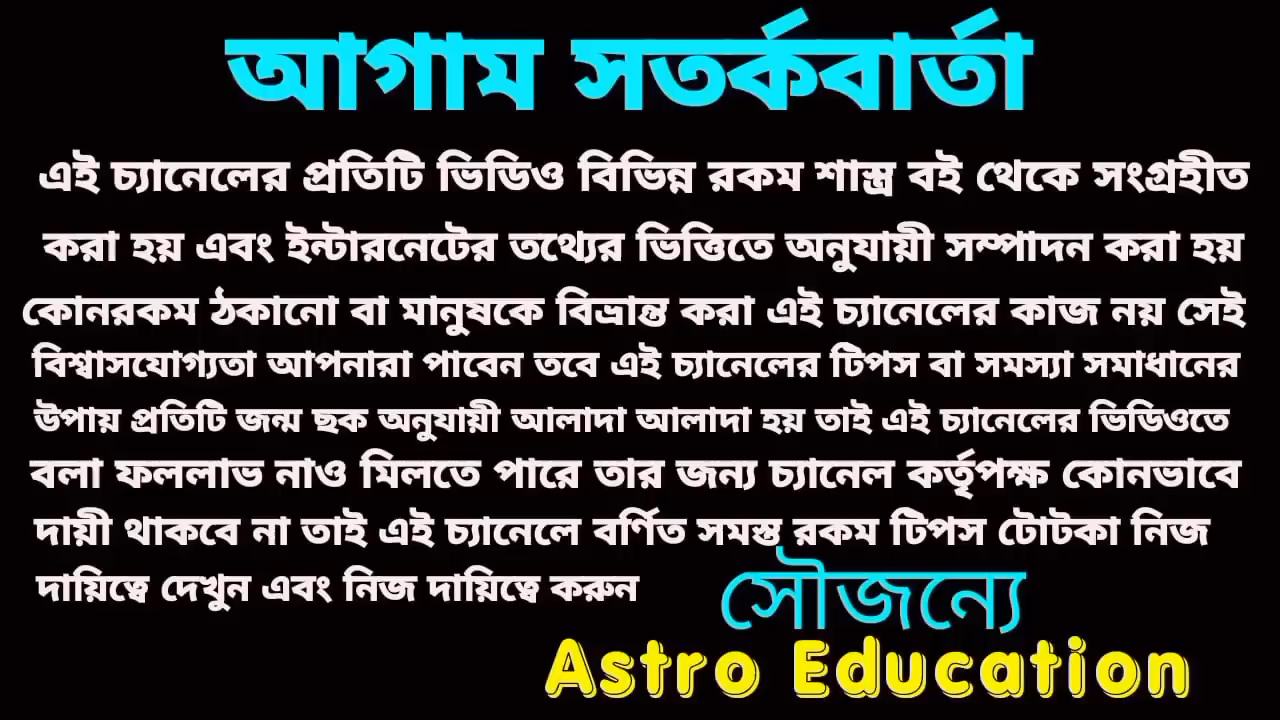 আগাম সতর্কবার্তা
এই চ্যানেলের প্রতিটি ভিডিও বিভিন্ন রকম শাস্ত্র বই থেকে সংগ্রহীত
করা হয় এবং ইন্টারনেটের তথ্যের ভিত্তিতে অনুযায়ী সম্পাদন করা হয়
কোনরকম ঠকানো বা মানুষকে বিভ্রান্ত করা এই চ্যানেলের কাজ নয় সেই
বিশ্বাসযোগ্যতা আপনারা পাবেন তবে এই চ্যানেলের টিপস বা সমস্যা সমাধানের
উপায় প্রতিটি জন্ম ছক অনুযায়ী আলাদা আলাদা হয় তাই এই চ্যানেলের ভিডিওতে
বলা ফললাভ নাও মিলতে পারে তার জন্য চ্যানেল কর্তৃপক্ষ কোনভাবে
দায়ী থাকবে না তাই এই চ্যানেলে বর্ণিত সমস্ত রকম টিপস টোটকা নিজ
দায়িত্বে দেখুন এবং নিজ দায়িত্বে করুন
সৌজন্যে
Astro Education